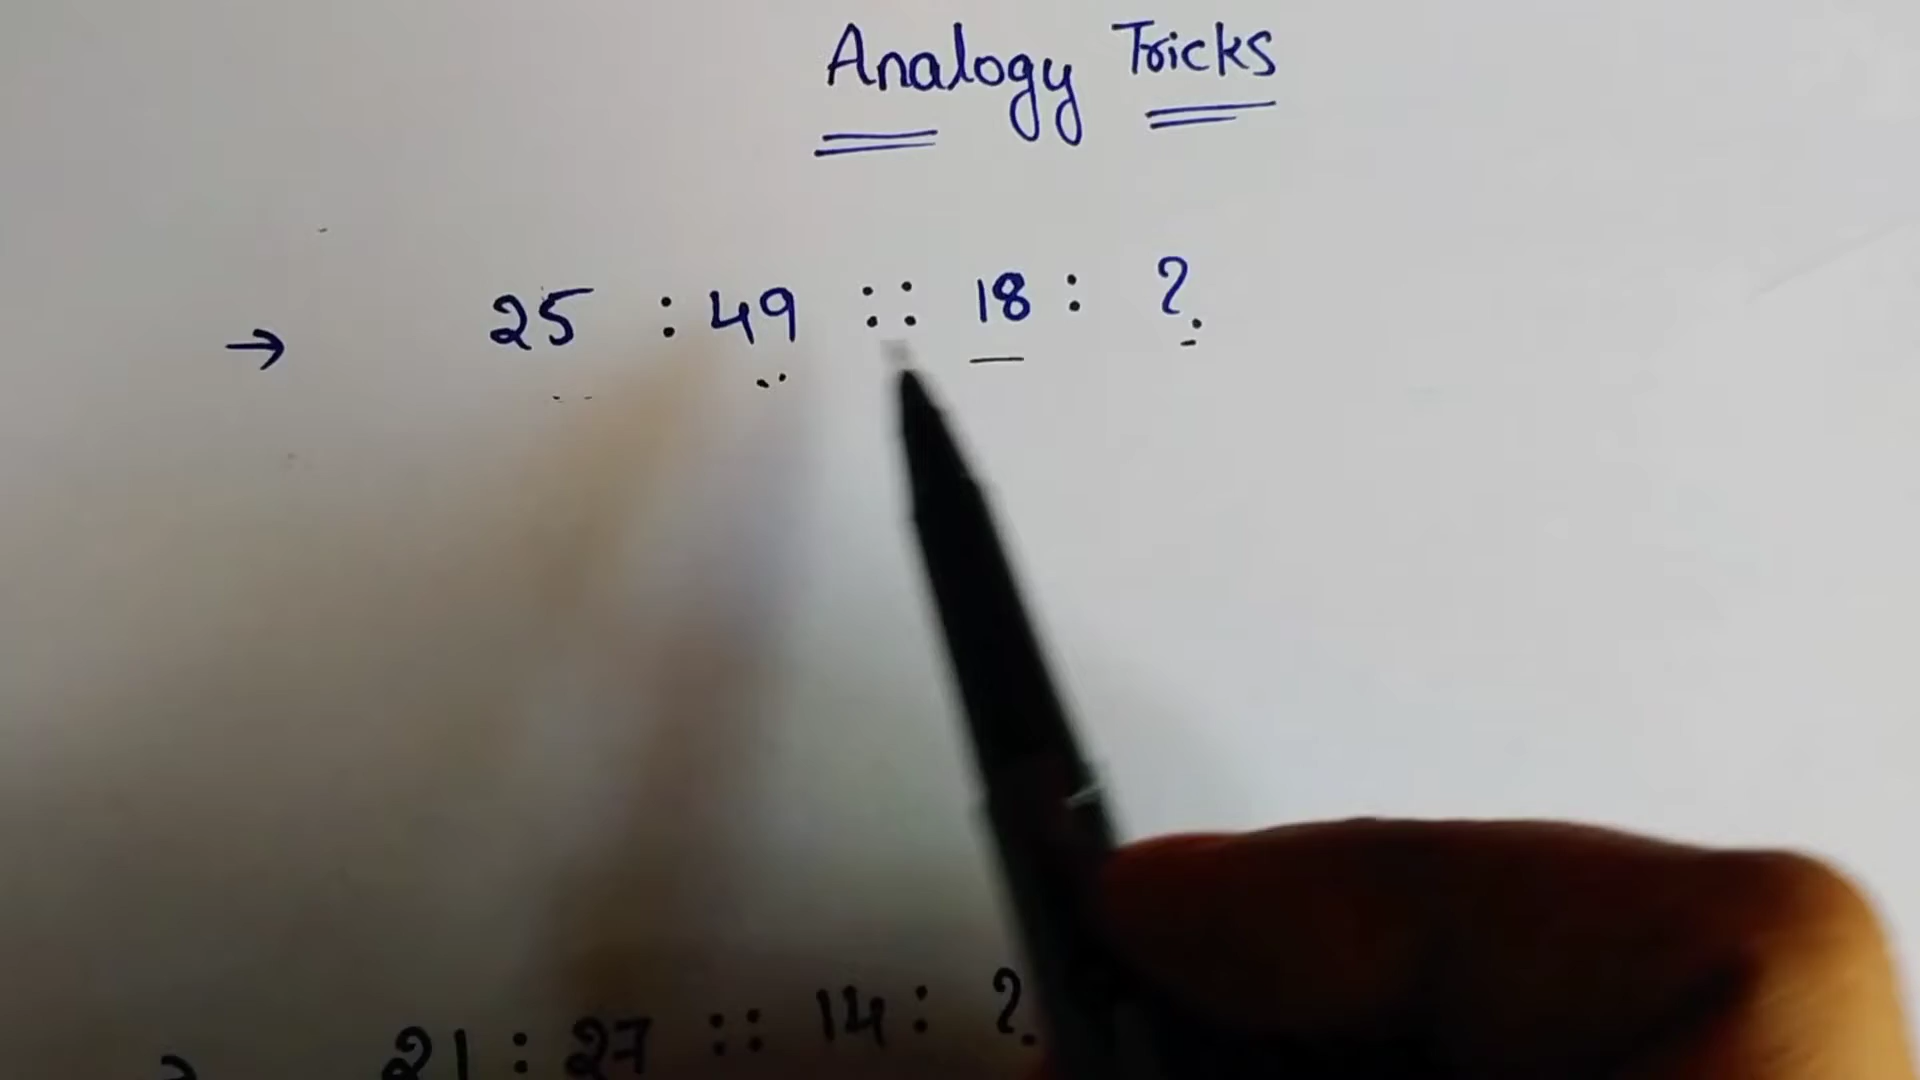 Analogy Tricks
→ 25 : 49 :: 18 : ?
21 : 27 :: 14 : ?